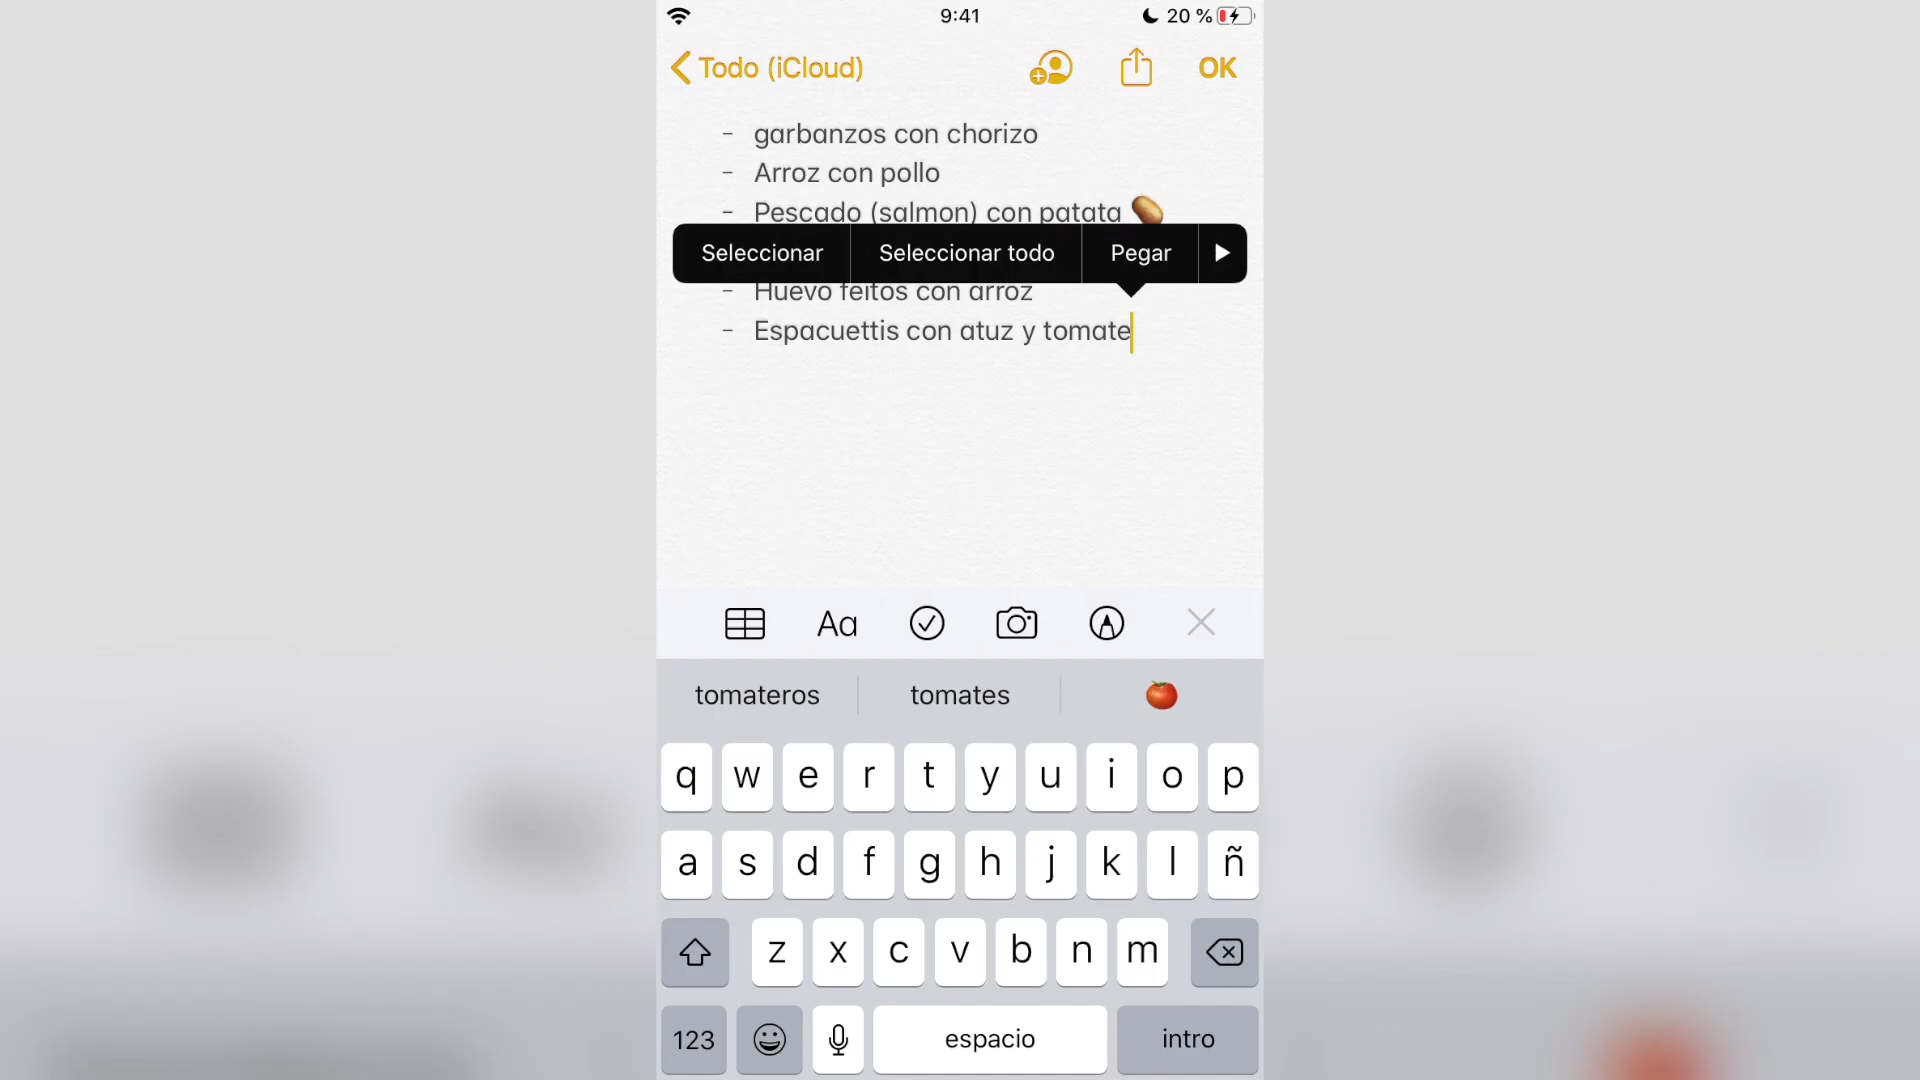 9:41
20 %
Todo (iCloud)
OK
- garbanzos con chorizo
- Arroz con pollo
- Pescado (salmon) con patata 🥔
Seleccionar
Seleccionar todo
Pegar
- Huevo feitos con arroz
- Espacuettis con atuz y tomate
Aa
tomateros
tomates
🍅
q w e r t y u i o p
a s d f g h j k l ñ
z x c v b n m
123
espacio
intro